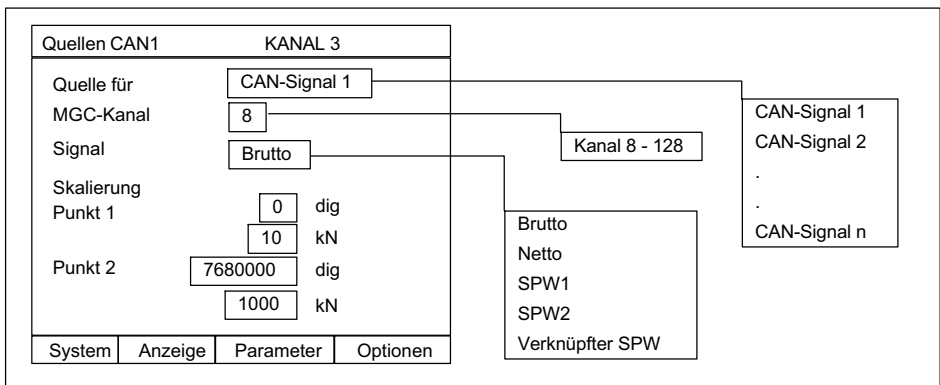 Quellen CAN1 KANAL 3
Quelle für CAN-Signal 1
MGC-Kanal 8
Signal Brutto
Skalierung
Punkt 1 0 dig
10 kN
Punkt 2 7680000 dig
1000 kN
System Anzeige Parameter Optionen
Kanal 8 - 128
Brutto
Netto
SPW1
SPW2
Verknüpfter SPW
CAN-Signal 1
CAN-Signal 2
.
.
CAN-Signal n